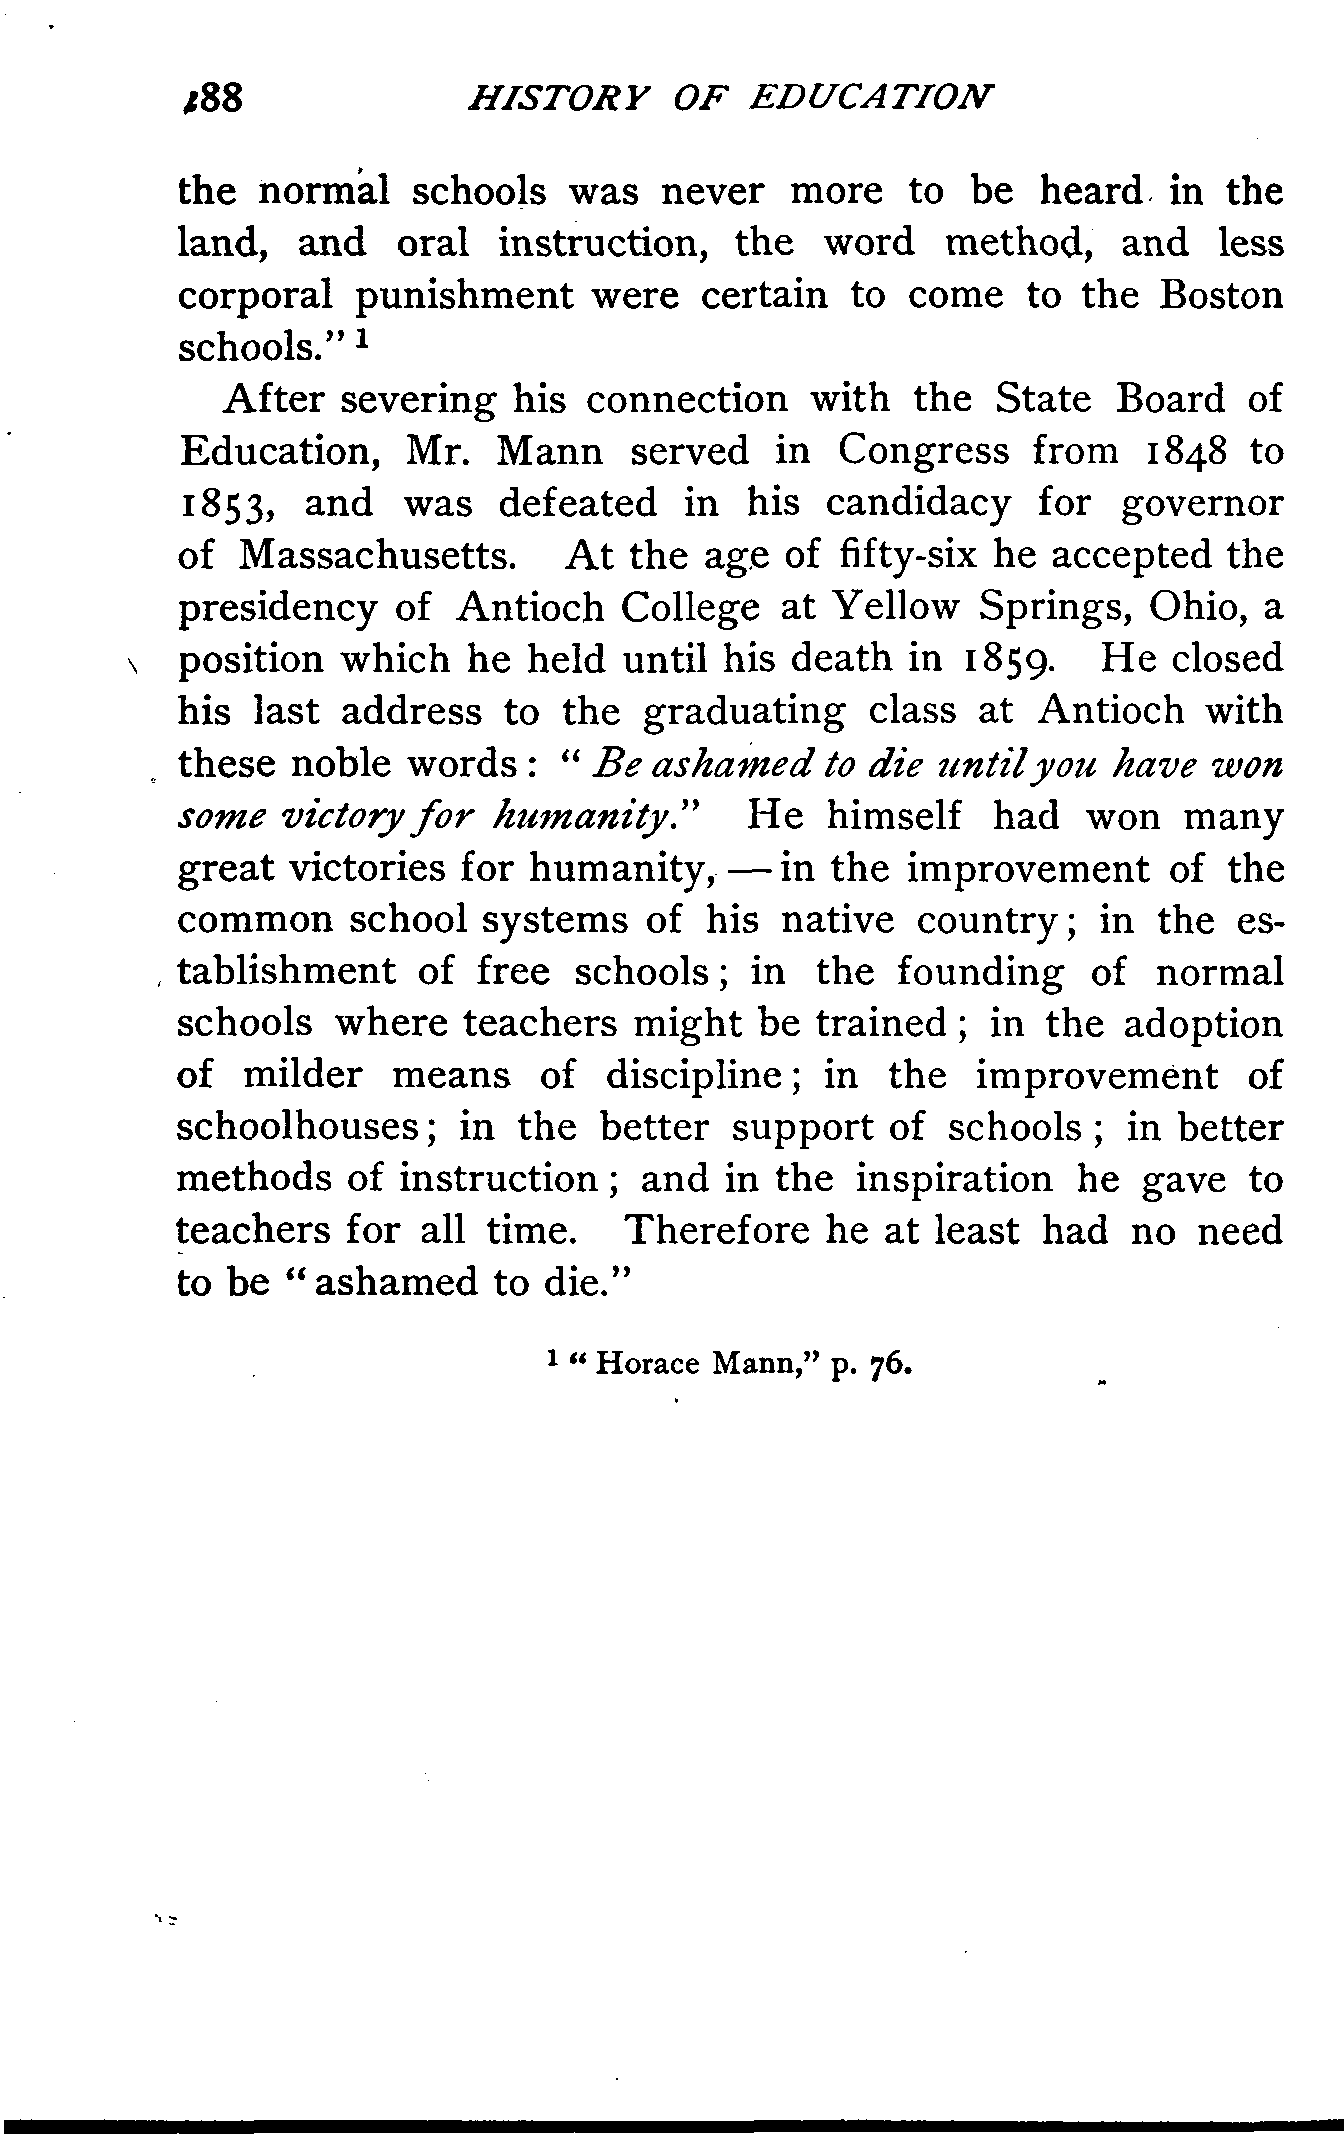 288 HISTORY OF EDUCATION
the normal schools was never more to be heard in the
land, and oral instruction, the word method, and less
corporal punishment were certain to come to the Boston
schools." 1
After severing his connection with the State Board of
Education, Mr. Mann served in Congress from 1848 to
1853, and was defeated in his candidacy for governor
of Massachusetts. At the age of fifty-six he accepted the
presidency of Antioch College at Yellow Springs, Ohio, a
position which he held until his death in 1859. He closed
his last address to the graduating class at Antioch with
these noble words : " Be ashamed to die until you have won
some victory for humanity." He himself had won many
great victories for humanity, — in the improvement of the
common school systems of his native country ; in the es-
tablishment of free schools ; in the founding of normal
schools where teachers might be trained ; in the adoption
of milder means of discipline ; in the improvement of
schoolhouses ; in the better support of schools ; in better
methods of instruction ; and in the inspiration he gave to
teachers for all time. Therefore he at least had no need
to be " ashamed to die."
1 " Horace Mann," p. 76.